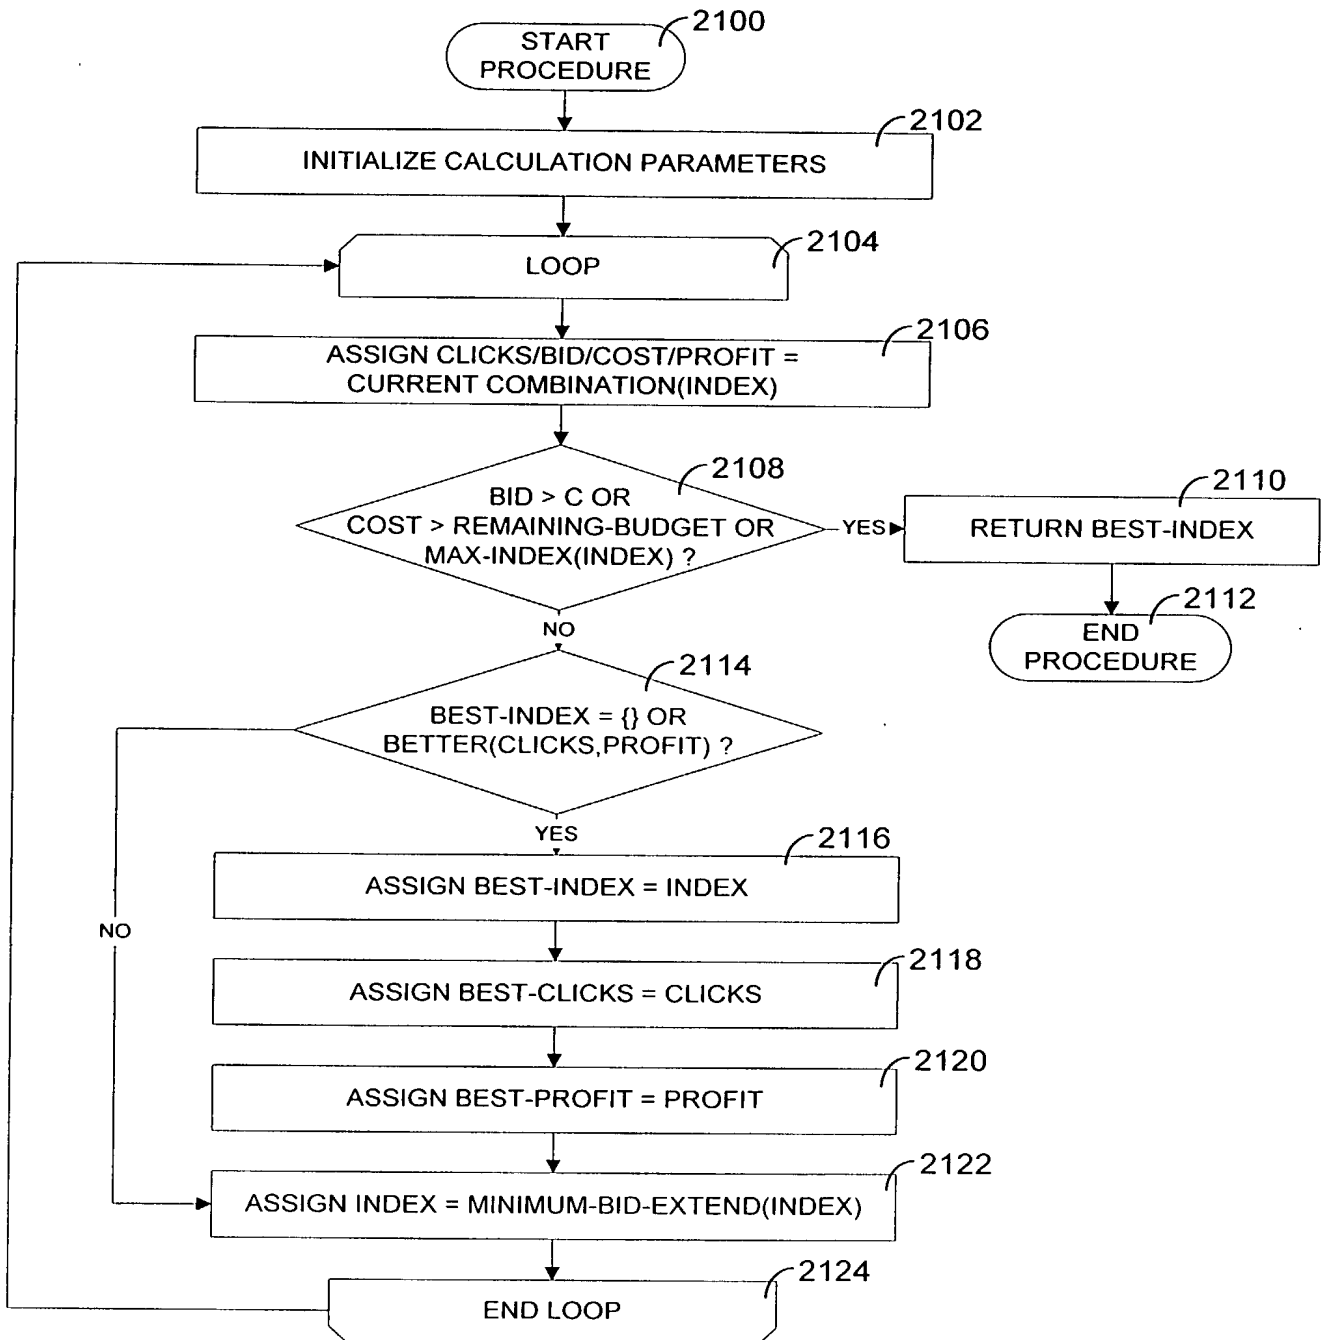 2100
START
PROCEDURE
2102
INITIALIZE CALCULATION PARAMETERS
2104
LOOP
2106
ASSIGN CLICKS/BID/COST/PROFIT =
CURRENT COMBINATION(INDEX)
2108
BID > C OR
COST > REMAINING-BUDGET OR
MAX-INDEX(INDEX) ?
YES
2110
RETURN BEST-INDEX
2112
END
PROCEDURE
NO
2114
BEST-INDEX = {} OR
BETTER(CLICKS,PROFIT) ?
YES
2116
ASSIGN BEST-INDEX = INDEX
NO
2118
ASSIGN BEST-CLICKS = CLICKS
2120
ASSIGN BEST-PROFIT = PROFIT
2122
ASSIGN INDEX = MINIMUM-BID-EXTEND(INDEX)
2124
END LOOP